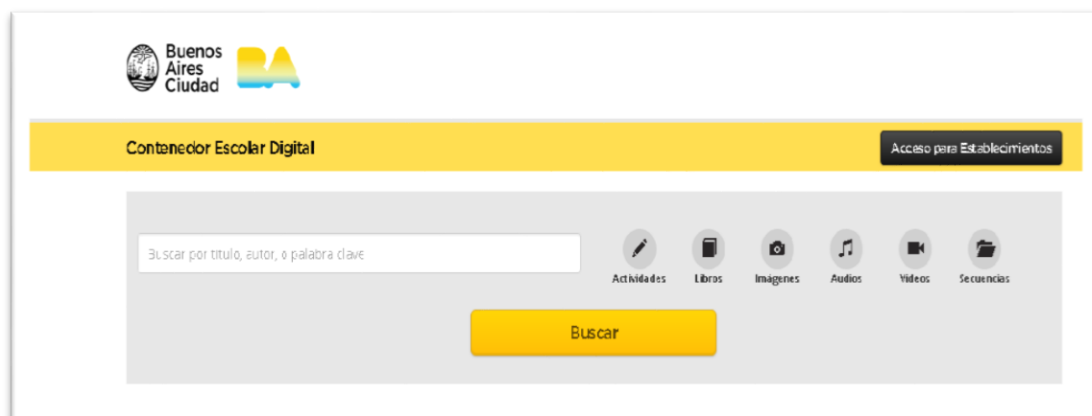 Buenos
Aires
Ciudad
BA
Contenedor Escolar Digital
Acceso para Establecimientos
Buscar por título, autor, o palabra clave
Actividades
Libros
Imágenes
Audios
Videos
Secuencias
Buscar